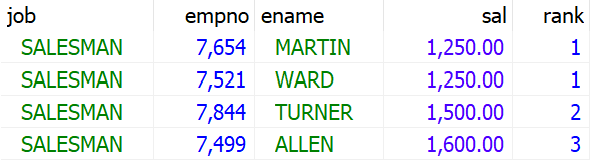 job empno ename sal rank
SALESMAN 7,654 MARTIN 1,250.00 1
SALESMAN 7,521 WARD 1,250.00 1
SALESMAN 7,844 TURNER 1,500.00 2
SALESMAN 7,499 ALLEN 1,600.00 3